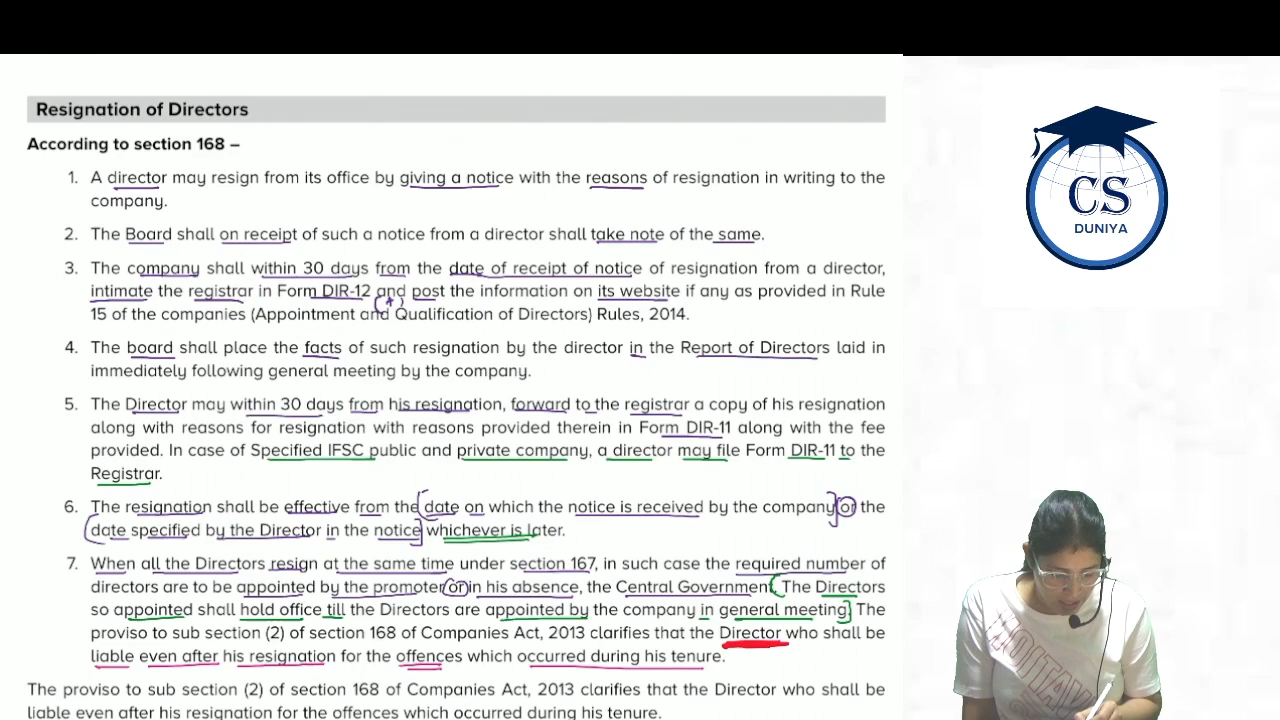 Resignation of Directors
According to section 168 –
1. A director may resign from its office by giving a notice with the reasons of resignation in writing to the
company.
2. The Board shall on receipt of such a notice from a director shall take note of the same.
3. The company shall within 30 days from the date of receipt of notice of resignation from a director,
intimate the registrar in Form DIR-12 and post the information on its website if any as provided in Rule
(+)
15 of the companies (Appointment and Qualification of Directors) Rules, 2014.
4. The board shall place the facts of such resignation by the director in the Report of Directors laid in
immediately following general meeting by the company.
5. The Director may within 30 days from his resignation, forward to the registrar a copy of his resignation
along with reasons for resignation with reasons provided therein in Form DIR-11 along with the fee
provided. In case of Specified IFSC public and private company, a director may file Form DIR-11 to the
Registrar.
6. The resignation shall be effective from the date on which the notice is received by the company or the
date specified by the Director in the notice whichever is later.
7. When all the Directors resign at the same time under section 167, in such case the required number of
directors are to be appointed by the promoter or in his absence, the Central Government. The Directors
so appointed shall hold office till the Directors are appointed by the company in general meeting. The
proviso to sub section (2) of section 168 of Companies Act, 2013 clarifies that the Director who shall be
liable even after his resignation for the offences which occurred during his tenure.
The proviso to sub section (2) of section 168 of Companies Act, 2013 clarifies that the Director who shall be
liable even after his resignation for the offences which occurred during his tenure.
CS
DUNIYA